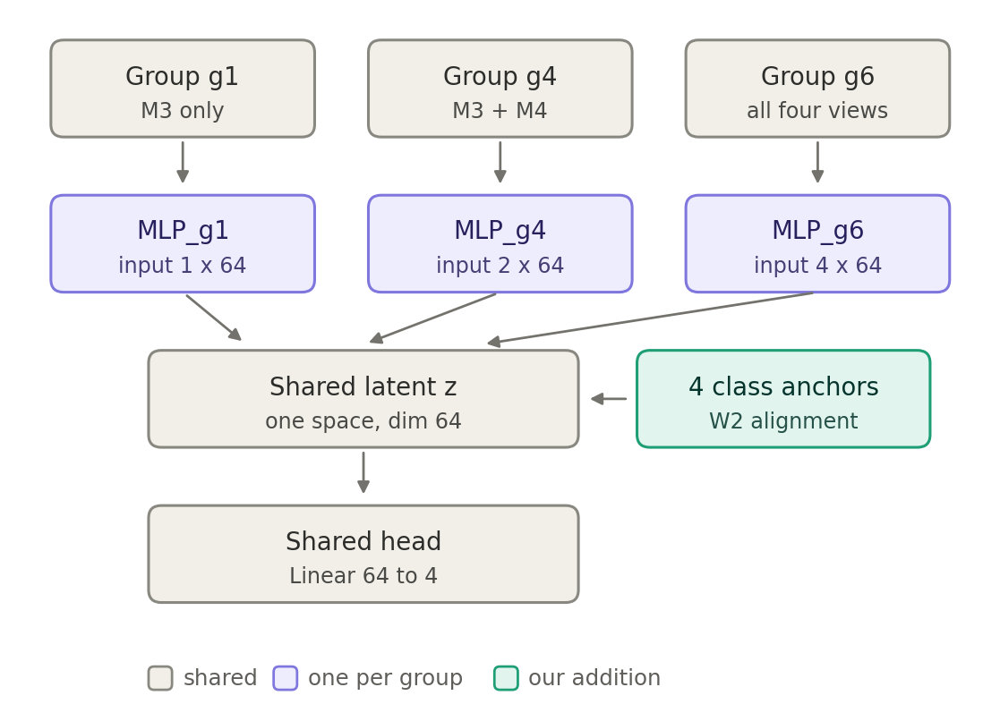 Group g1
M3 only
Group g4
M3 + M4
Group g6
all four views
MLP_g1
input 1 x 64
MLP_g4
input 2 x 64
MLP_g6
input 4 x 64
Shared latent z
one space, dim 64
4 class anchors
W2 alignment
Shared head
Linear 64 to 4
shared
one per group
our addition